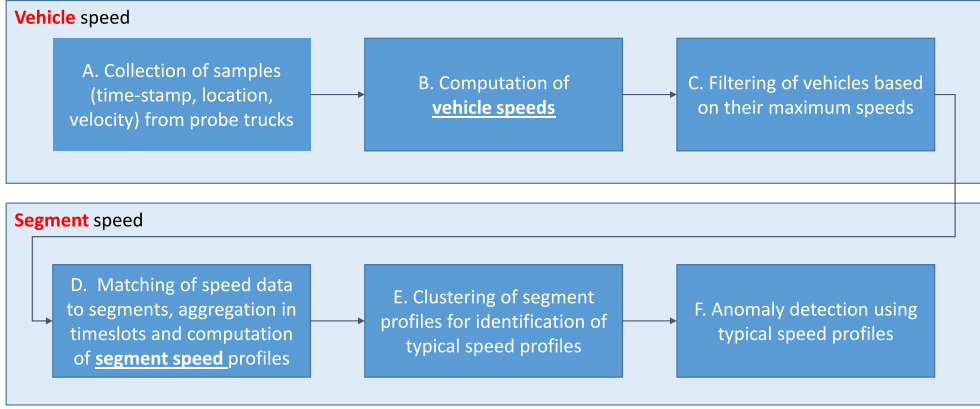 Vehicle speed
A. Collection of samples
(time-stamp, location,
velocity) from probe trucks
B. Computation of
vehicle speeds
C. Filtering of vehicles based
on their maximum speeds
Segment speed
D. Matching of speed data
to segments, aggregation in
timeslots and computation
of segment speed profiles
E. Clustering of segment
profiles for identification of
typical speed profiles
F. Anomaly detection using
typical speed profiles